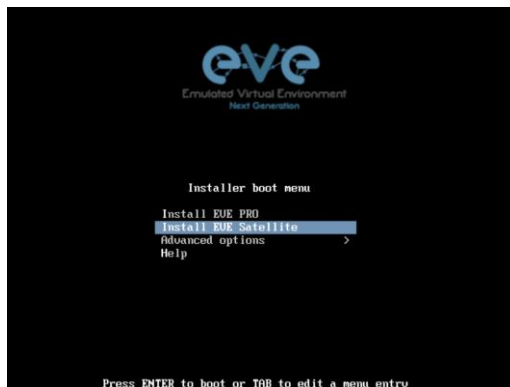 eve
Emulated Virtual Environment
Next Generation
Installer boot menu
Install EVE PRO
Install EVE Satellite
Advanced options >
Help
Press ENTER to boot or TAB to edit a menu entry